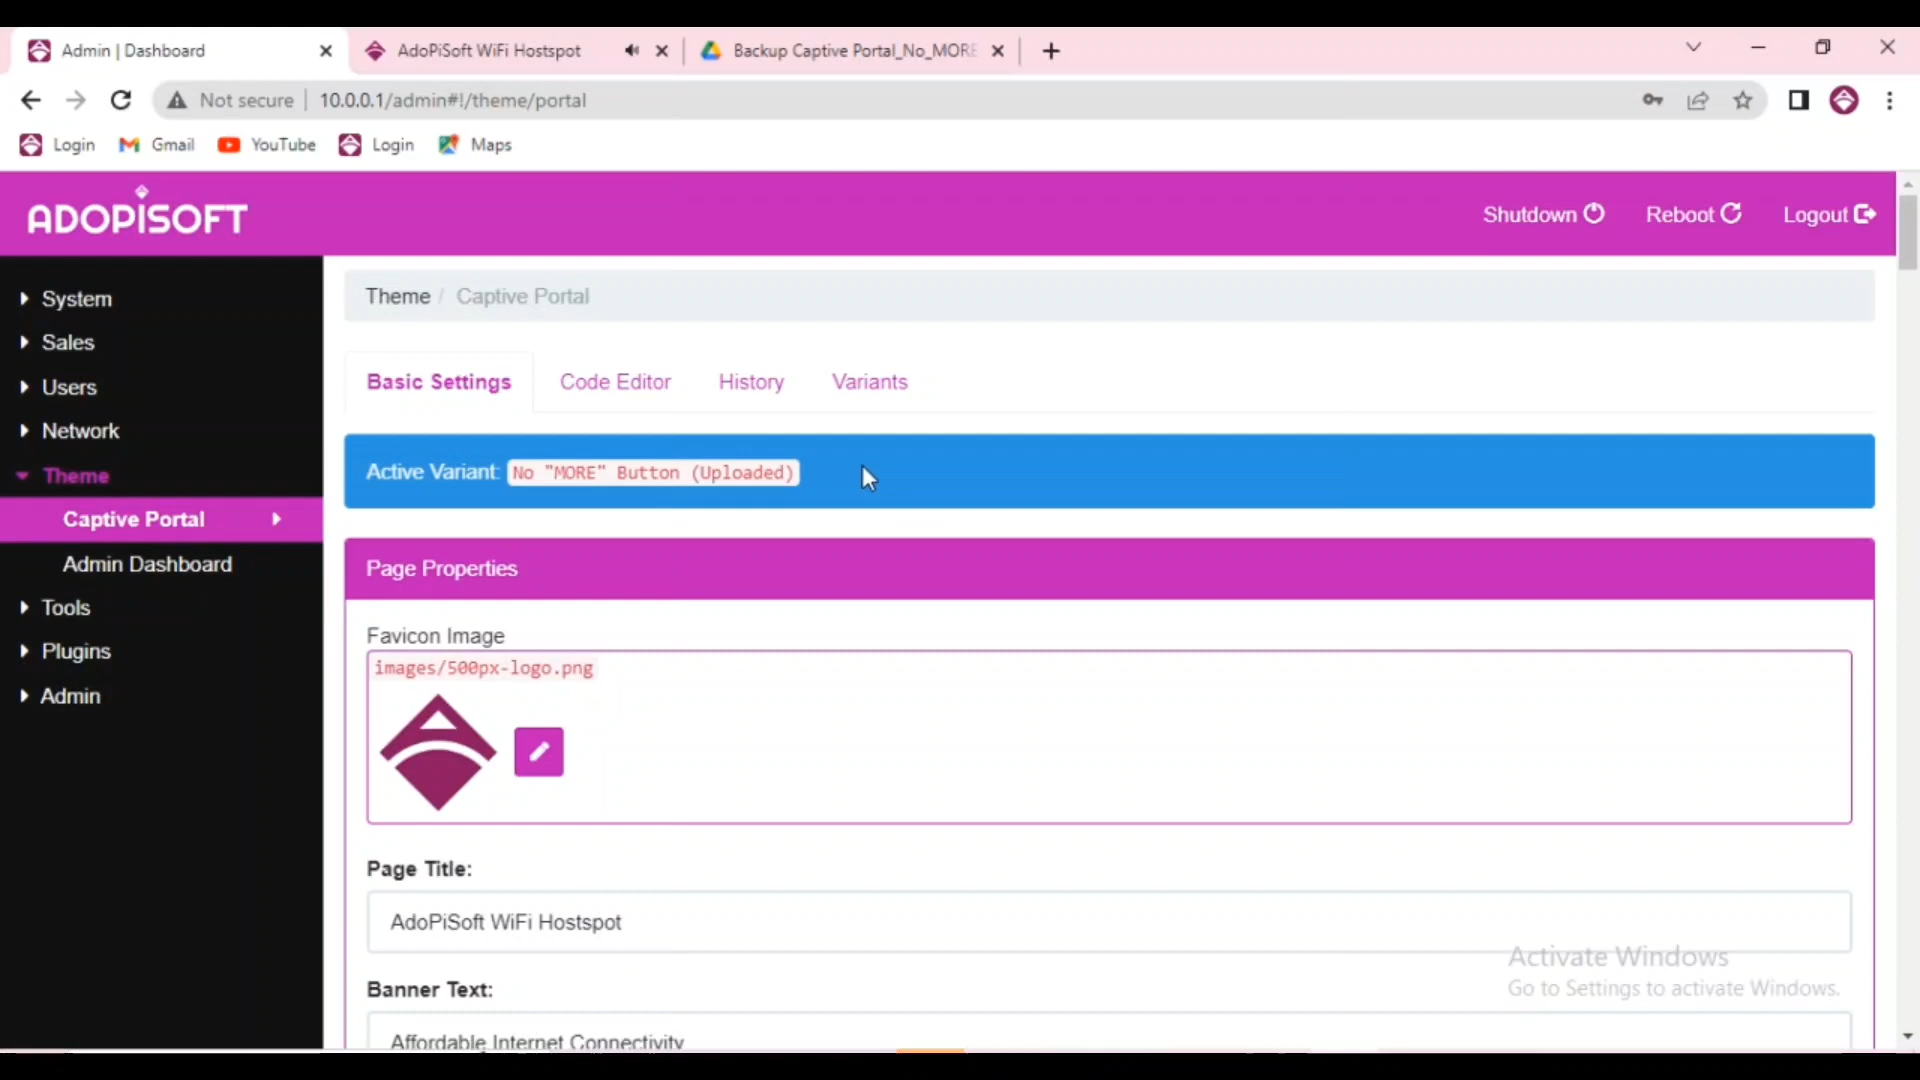 Admin | Dashboard
AdoPiSoft WiFi Hostspot
Backup Captive Portal_No_MORE
Not secure
10.0.0.1/admin#!/theme/portal
Login
Gmail
YouTube
Login
Maps
ADOPISOFT
Shutdown
Reboot
Logout
System
Sales
Users
Network
Theme
Captive Portal
Admin Dashboard
Tools
Plugins
Admin
Theme / Captive Portal
Basic Settings
Code Editor
History
Variants
Active Variant: No "MORE" Button (Uploaded)
Page Properties
Favicon Image
images/500px-logo.png
Page Title:
AdoPiSoft WiFi Hostspot
Banner Text:
Affordable Internet Connectivity
Activate Windows
Go to Settings to activate Windows.